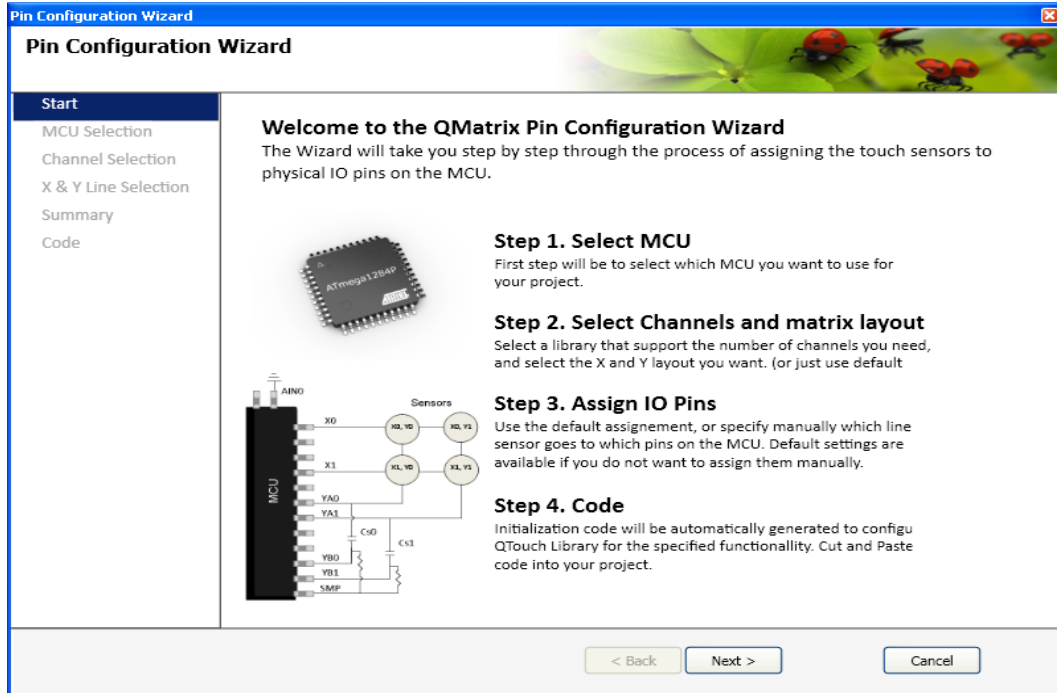 Pin Configuration Wizard
Pin Configuration Wizard
Start
MCU Selection
Channel Selection
X & Y Line Selection
Summary
Code
Welcome to the QMatrix Pin Configuration Wizard
The Wizard will take you step by step through the process of assigning the touch sensors to
physical IO pins on the MCU.
ATmega1284P
Step 1. Select MCU
First step will be to select which MCU you want to use for
your project.
Step 2. Select Channels and matrix layout
Select a library that support the number of channels you need,
and select the X and Y layout you want. (or just use default
AIN0
Sensors
X0
X0, Y0
X0, Y1
X1
X1, Y0
X1, Y1
MCU
YA0
YA1
Cs0
Cs1
YB0
YB1
SMP
Step 3. Assign IO Pins
Use the default assignement, or specify manually which line
sensor goes to which pins on the MCU. Default settings are
available if you do not want to assign them manually.
Step 4. Code
Initialization code will be automatically generated to configu
QTouch Library for the specified functionallity. Cut and Paste
code into your project.
< Back
Next >
Cancel